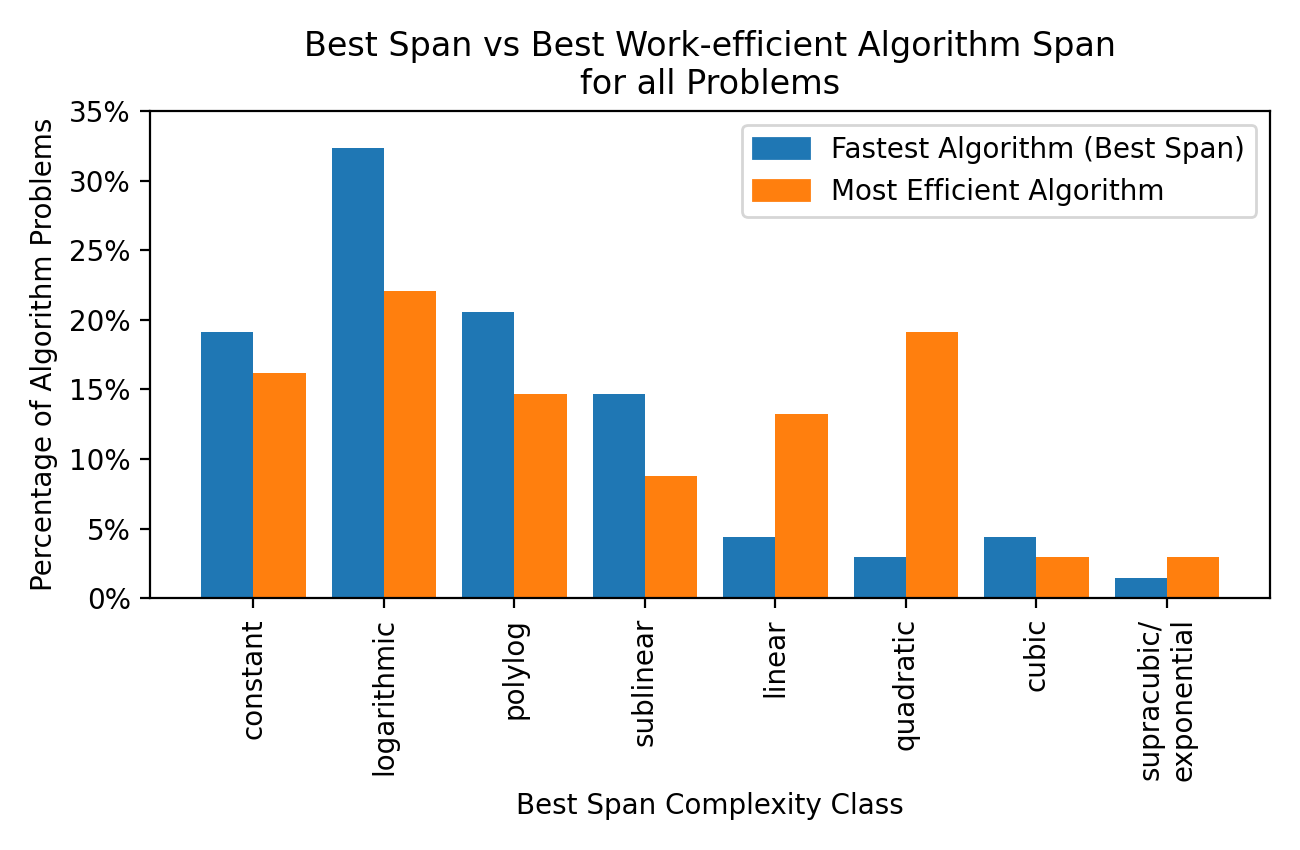 Best Span vs Best Work-efficient Algorithm Span
for all Problems
Fastest Algorithm (Best Span)
Most Efficient Algorithm
Percentage of Algorithm Problems
35%
30%
25%
20%
15%
10%
5%
0%
constant
logarithmic
polylog
sublinear
linear
quadratic
cubic
supracubic/
exponential
Best Span Complexity Class